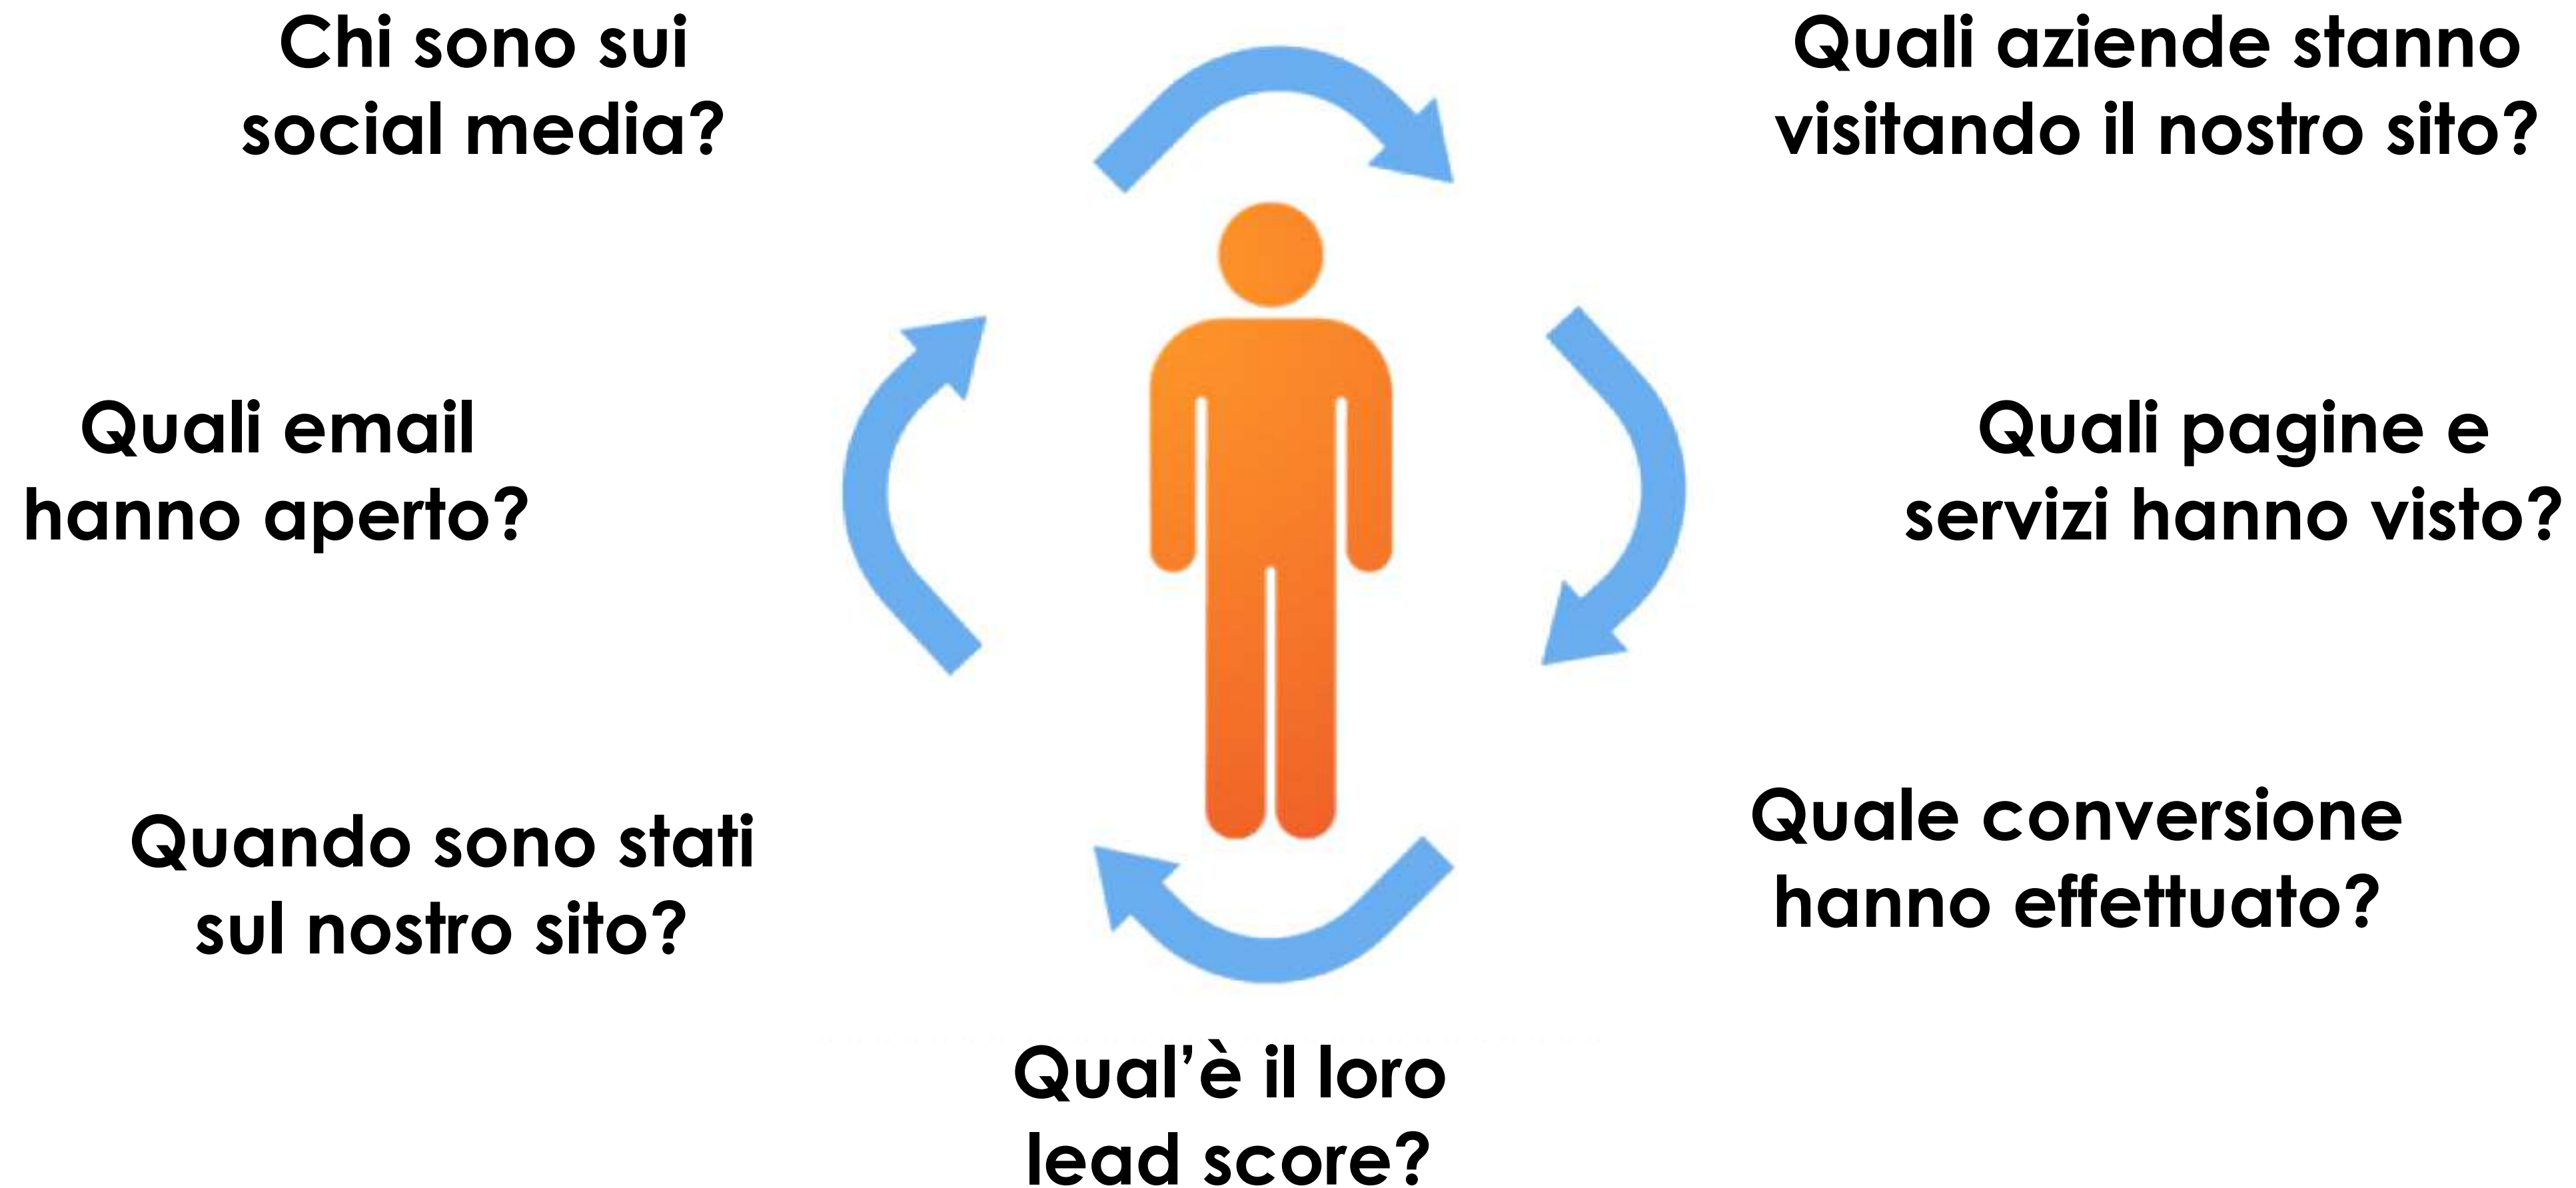 Chi sono sui
social media?
Quali aziende stanno
visitando il nostro sito?
Quali email
hanno aperto?
Quali pagine e
servizi hanno visto?
Quando sono stati
sul nostro sito?
Quale conversione
hanno effettuato?
Qual’è il loro
lead score?